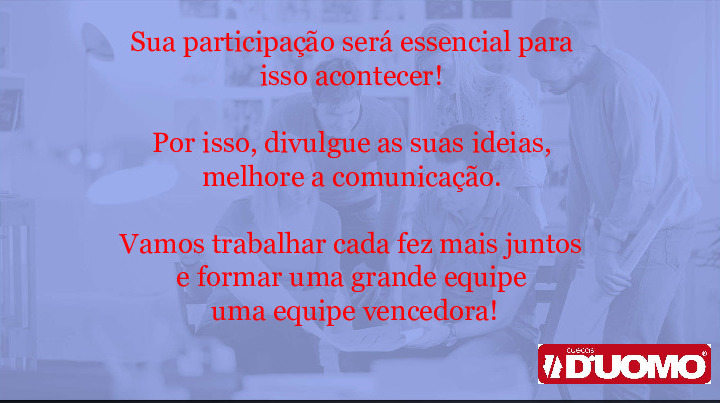 Sua participação será essencial para
isso acontecer!
Por isso, divulgue as suas ideias,
melhore a comunicação.
Vamos trabalhar cada fez mais juntos
e formar uma grande equipe
uma equipe vencedora!
CUECAS
D'UOMO®